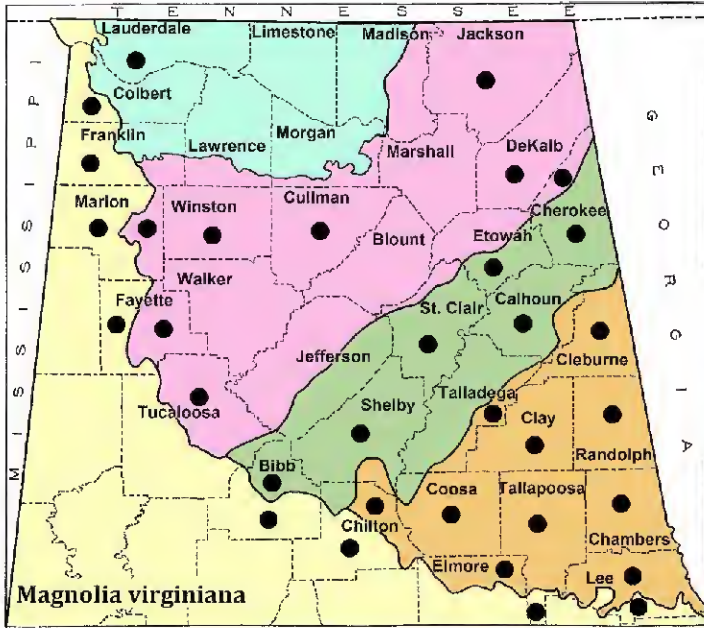 TENNESSEE
Lauderdale
Limestone
Madison
Jackson
Colbert
Franklin
Lawrence
Morgan
Marshall
DeKalb
Marion
Winston
Cullman
Cherokee
Blount
Etowah
Walker
Fayette
St. Clair
Calhoun
Jefferson
Cleburne
Tucaloosa
Shelby
Talladega
Clay
Randolph
Bibb
Coosa
Tallapoosa
Chilton
Chambers
Elmore
Lee
Magnolia virginiana
MISSISSIPPI
GEORGIA